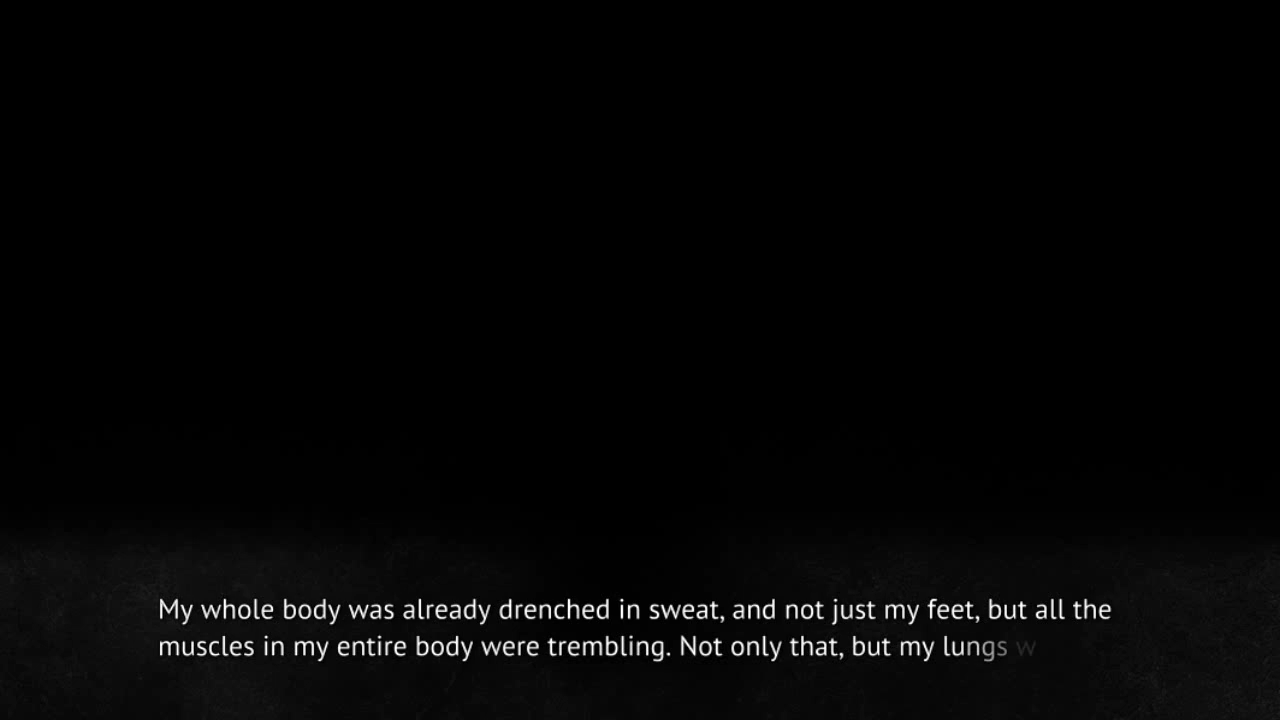 My whole body was already drenched in sweat, and not just my feet, but all the
muscles in my entire body were trembling. Not only that, but my lungs w